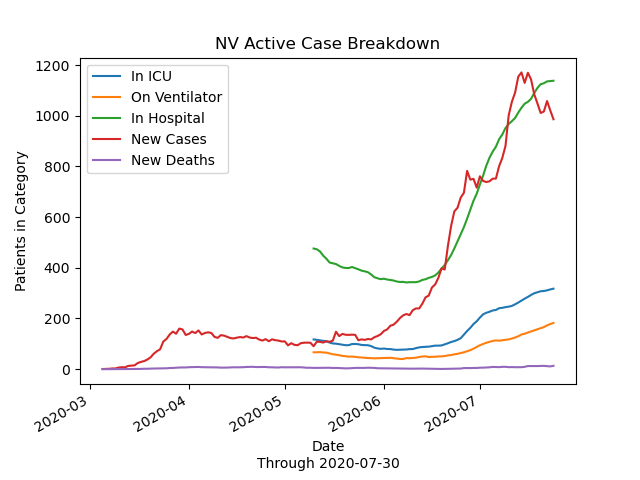 NV Active Case Breakdown
In ICU
On Ventilator
In Hospital
New Cases
New Deaths
Patients in Category
1200
1000
800
600
400
200
0
2020-03
2020-04
2020-05
2020-06
2020-07
Date
Through 2020-07-30